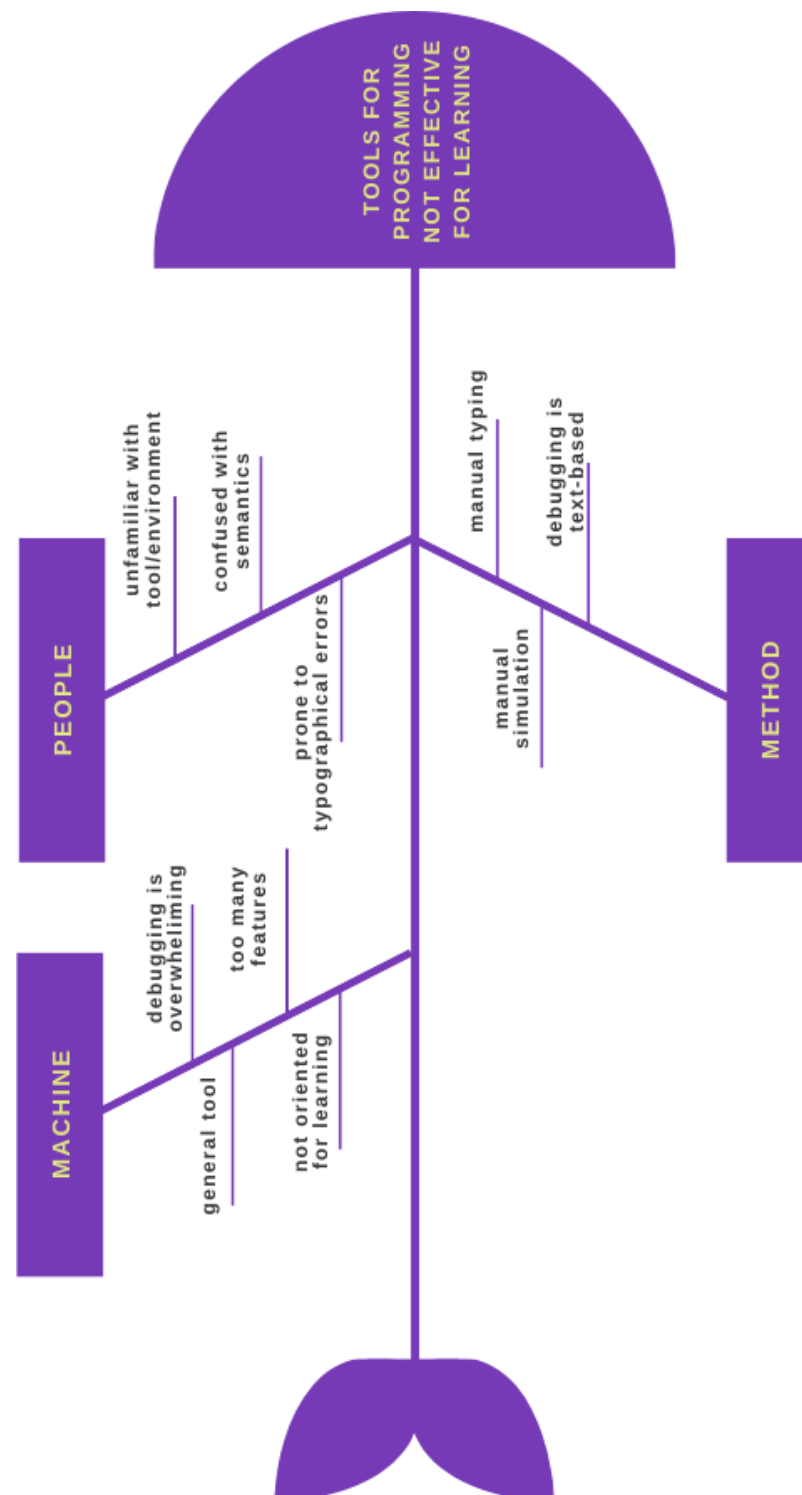 TOOLS FOR
PROGRAMMING
NOT EFFECTIVE
FOR LEARNING
PEOPLE
unfamiliar with
tool/environment
confused with
semantics
prone to
typographical errors
MACHINE
debugging is
overwheliming
general tool
too many
features
not oriented
for learning
manual typing
manual
simulation
debugging is
text-based
METHOD